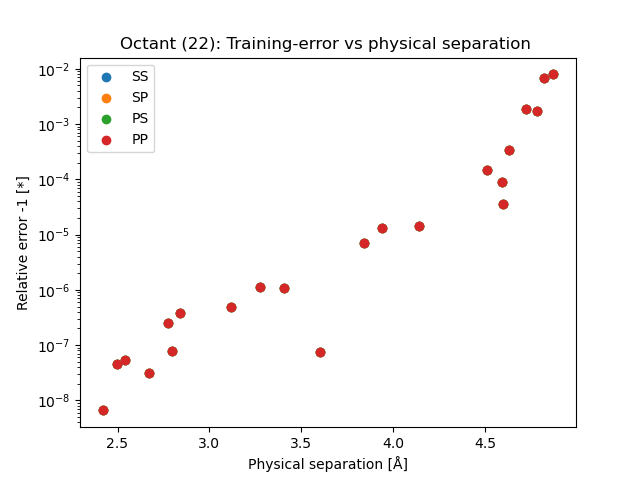 Octant (22): Training-error vs physical separation
SS
SP
PS
PP
Relative error -1 [*]
10⁻²
10⁻³
10⁻⁴
10⁻⁵
10⁻⁶
10⁻⁷
10⁻⁸
2.5 3.0 3.5 4.0 4.5
Physical separation [Å]